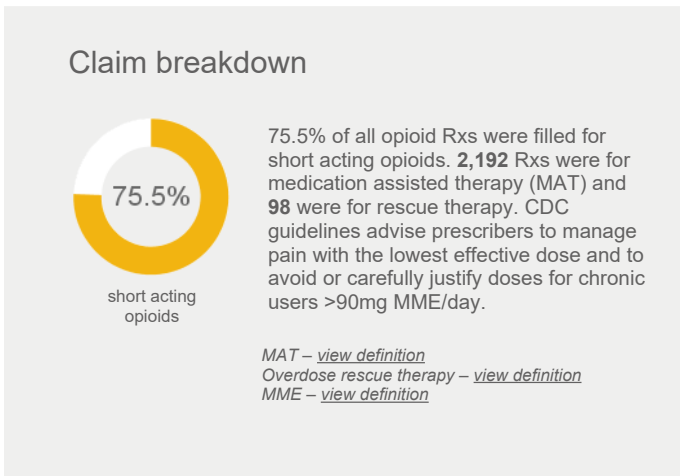 Claim breakdown
75.5%
short acting
opioids
75.5% of all opioid Rxs were filled for
short acting opioids. 2,192 Rxs were for
medication assisted therapy (MAT) and
98 were for rescue therapy. CDC
guidelines advise prescribers to manage
pain with the lowest effective dose and to
avoid or carefully justify doses for chronic
users >90mg MME/day.
MAT – view definition
Overdose rescue therapy – view definition
MME – view definition